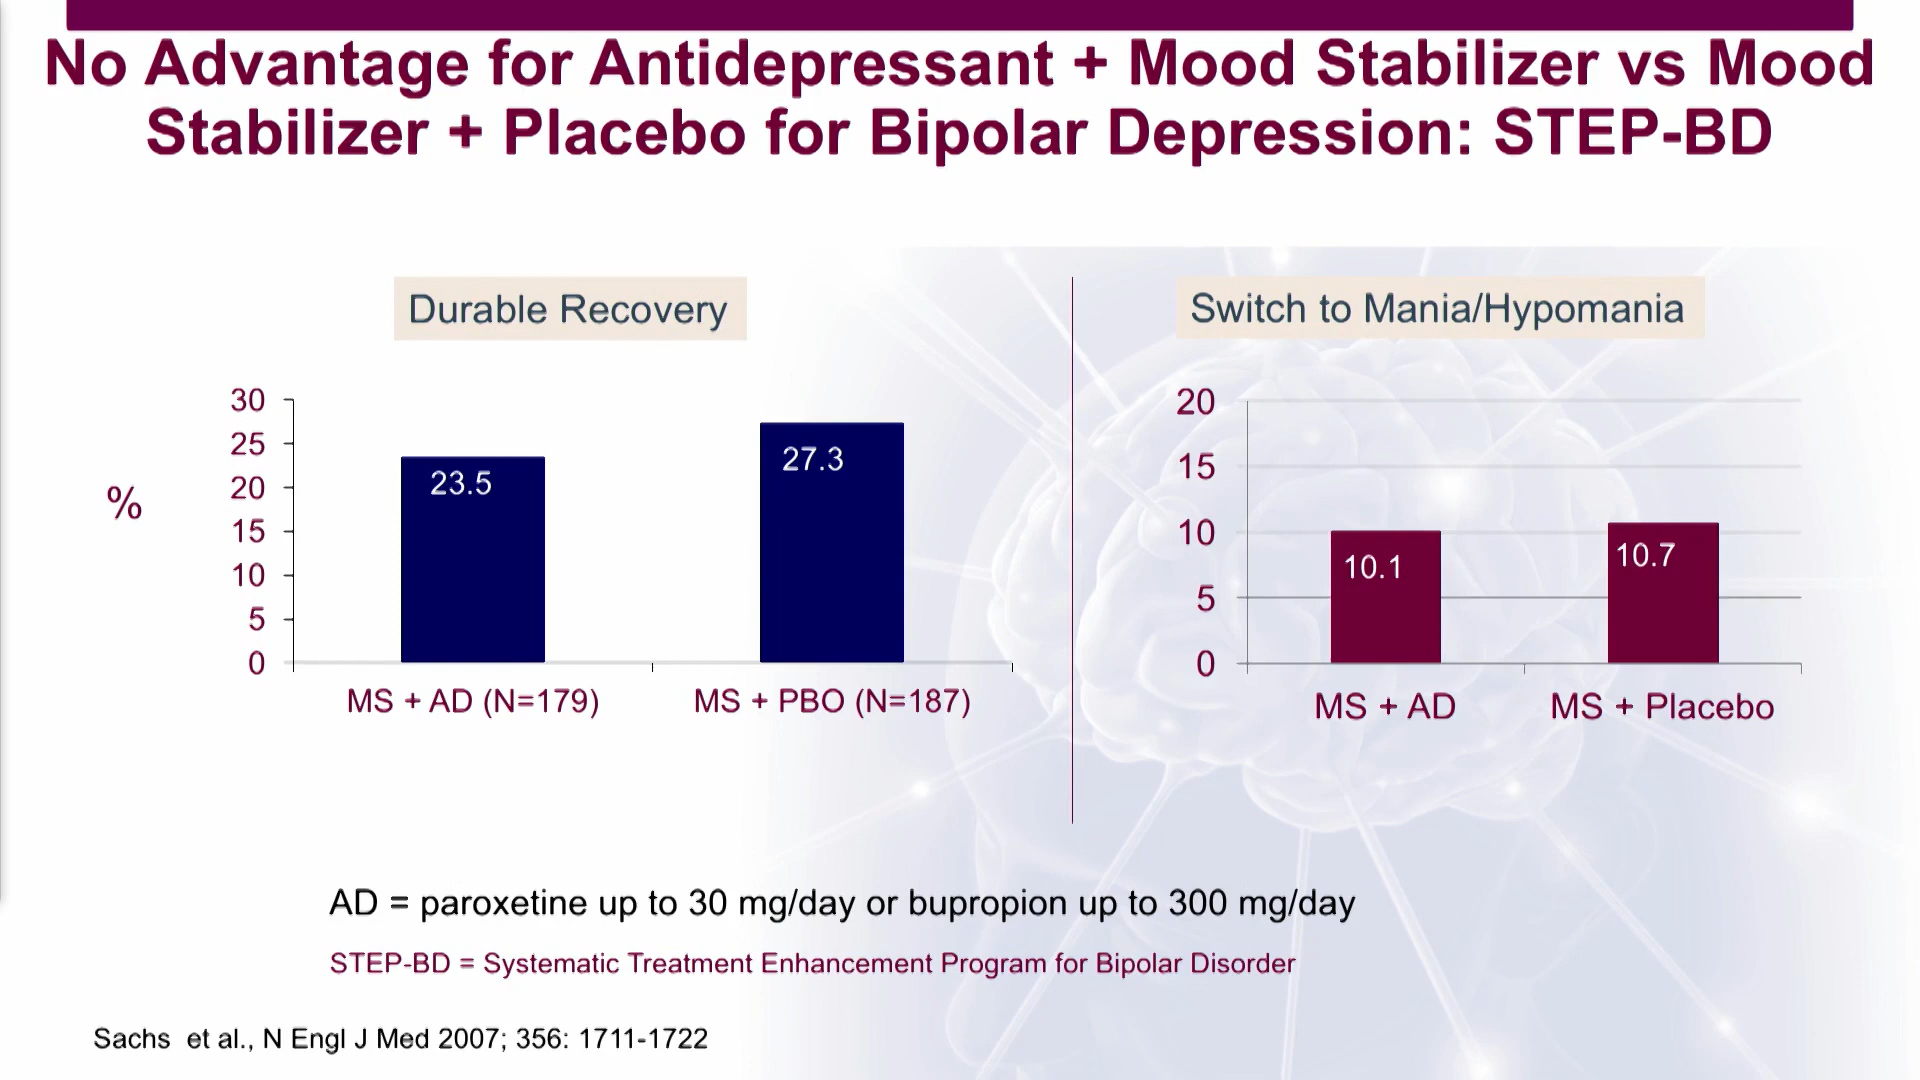 No Advantage for Antidepressant + Mood Stabilizer vs Mood
Stabilizer + Placebo for Bipolar Depression: STEP-BD
Durable Recovery
%
30
25
20
15
10
5
0
23.5
27.3
MS + AD (N=179)
MS + PBO (N=187)
Switch to Mania/Hypomania
20
15
10
5
0
10.1
10.7
MS + AD
MS + Placebo
AD = paroxetine up to 30 mg/day or bupropion up to 300 mg/day
STEP-BD = Systematic Treatment Enhancement Program for Bipolar Disorder
Sachs et al., N Engl J Med 2007; 356: 1711-1722